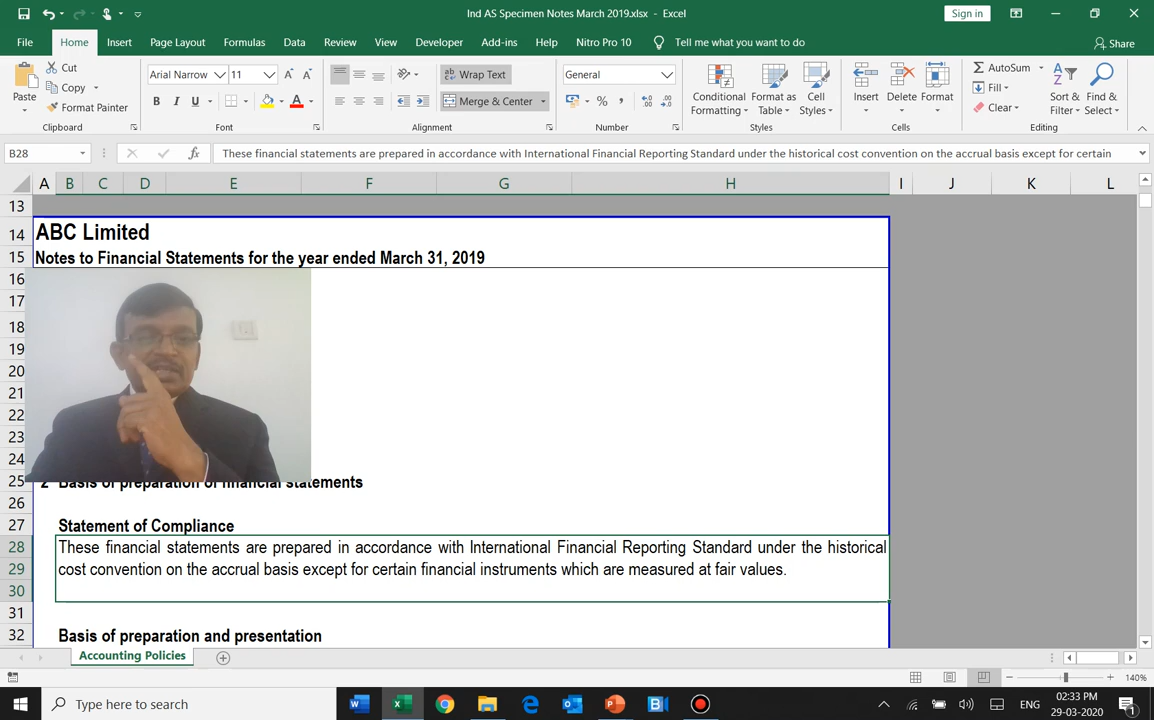 Ind AS Specimen Notes March 2019.xlsx - Excel
Sign in
File Home Insert Page Layout Formulas Data Review View Developer Add-ins Help Nitro Pro 10 Tell me what you want to do Share
Paste Cut Copy Format Painter
Arial Narrow 11 Wrap Text General
B I U A Merge & Center % ,
Conditional Formatting Format as Table Cell Styles Insert Delete Format
AutoSum Fill Clear Sort & Filter Find & Select
Clipboard Font Alignment Number Styles Cells Editing
B28 fx These financial statements are prepared in accordance with International Financial Reporting Standard under the historical cost convention on the accrual basis except for certain
A B C D E F G H I J K L
13
14 ABC Limited
15 Notes to Financial Statements for the year ended March 31, 2019
16
17
18
19
20
21
22
23
24
25 2 Basis of preparation of financial statements
26
27 Statement of Compliance
28 These financial statements are prepared in accordance with International Financial Reporting Standard under the historical
29 cost convention on the accrual basis except for certain financial instruments which are measured at fair values.
30
31
32 Basis of preparation and presentation
Accounting Policies
140%
Type here to search
ENG
02:33 PM
29-03-2020
1